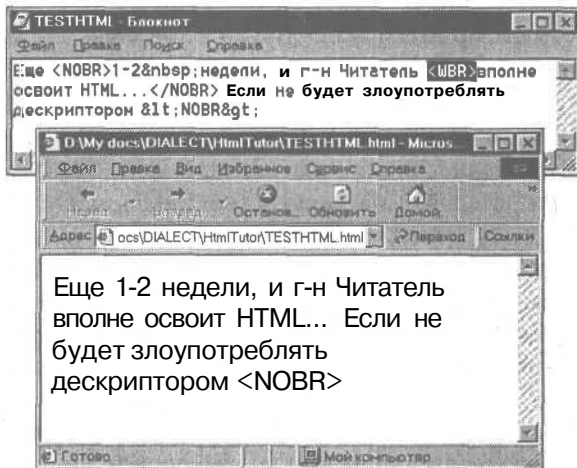 TESTHTML - Блокнот
Файл Правка Поиск Справка
Еще <NOBR>1-2&nbsp;недели, и г-н Читатель <WBR>вполне
освоит HTML...</NOBR> Если не будет злоупотреблять
дескриптором &lt;NOBR&gt;
D:\My docs\DIALECT\HtmlTutor\TESTHTML.html - Micros
Файл Правка Вид Избранное Сервис Справка
Останов... Обновить Домой
Адрес ocs\DIALECT\HtmlTutor\TESTHTML.html Переход Ссылки
Еще 1-2 недели, и г-н Читатель
вполне освоит HTML... Если не
будет злоупотреблять
дескриптором <NOBR>
Готово Мой компьютер